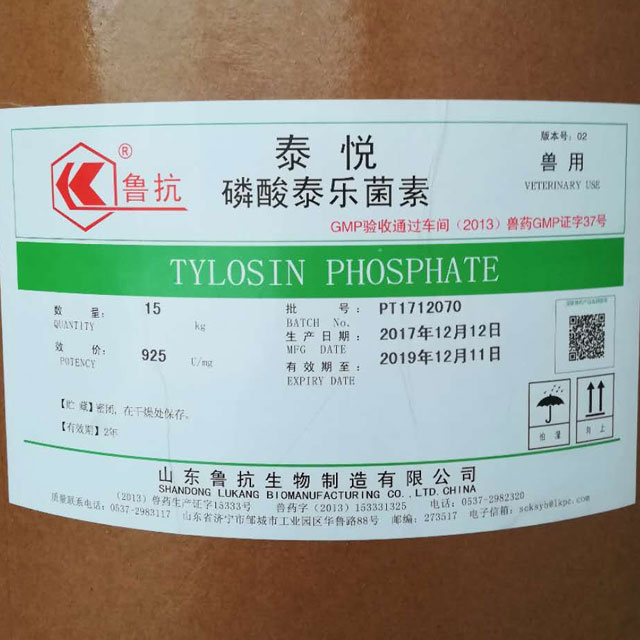 版本号: 02
泰悦
兽用
® 鲁抗
磷酸泰乐菌素
VETERINARY USE
GMP验收通过车间（2013）兽药GMP证字37号
TYLOSIN PHOSPHATE
数量: 15 kg
QUANTITY
批号: PT1712070
BATCH No.
生产日期 2017年12月12日
MFG DATE
效价: 925 U/mg
POTENCY
有效期至: 2019年12月11日
EXPIRY DATE
【贮藏】密闭，在干燥处保存。
【有效期】2年
怕湿
向上
山东鲁抗生物制造有限公司
SHANDONG LUKANG BIOMANUFACTURING CO.,LTD.CHINA
（2013）兽药生产证字15333号 兽药字（2013）153331325 电话: 0537-2982320
质量联系电话: 0537-2983117 山东省济宁市邹城市工业园区华鲁路88号 邮编: 273517 电子信箱: